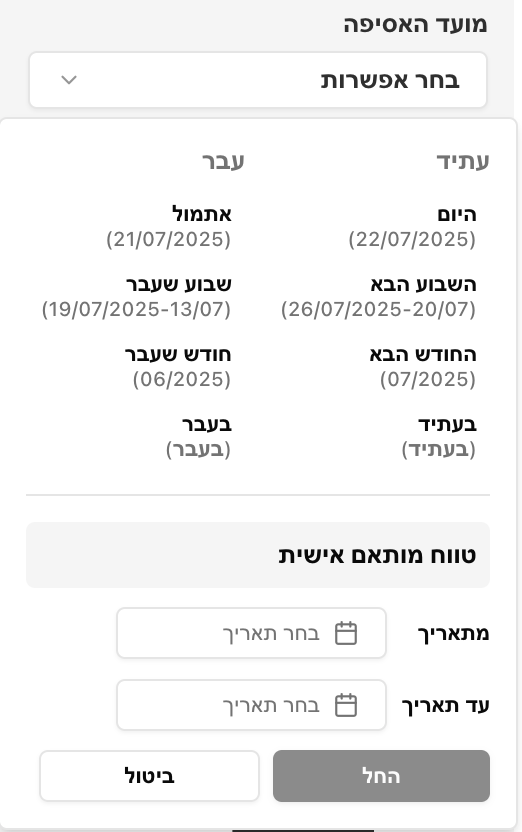 מועד האסיפה
בחר אפשרות
עתיד
עבר
היום
(22/07/2025)
אתמול
(21/07/2025)
השבוע הבא
(26/07/2025-20/07)
שבוע שעבר
(19/07/2025-13/07)
החודש הבא
(07/2025)
חודש שעבר
(06/2025)
בעתיד
(בעתיד)
בעבר
(בעבר)
טווח מותאם אישית
מתאריך
בחר תאריך
עד תאריך
בחר תאריך
החל
ביטול